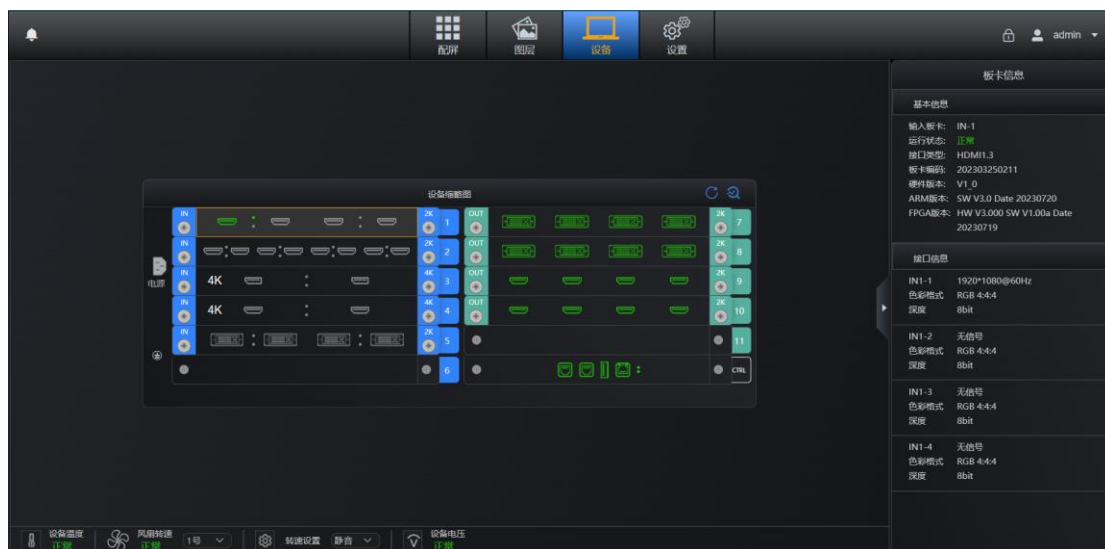 配屏
图层
设备
设置
admin
设备缩略图
电源
IN
2K
1
OUT
2K
7
IN
2K
2
OUT
2K
8
IN
4K
4K
3
OUT
2K
9
IN
4K
4K
4
OUT
2K
10
IN
2K
5
11
6
CTRL
板卡信息
基本信息
输入板卡: IN-1
运行状态: 正常
接口类型: HDMI1.3
板卡编码: 202303250211
硬件版本: V1_0
ARM版本: SW V3.0 Date 20230720
FPGA版本: HW V3.000 SW V1.00a Date
20230719
接口信息
IN1-1 1920*1080@60Hz
色彩格式 RGB 4:4:4
深度 8bit
IN1-2 无信号
色彩格式 RGB 4:4:4
深度 8bit
IN1-3 无信号
色彩格式 RGB 4:4:4
深度 8bit
IN1-4 无信号
色彩格式 RGB 4:4:4
深度 8bit
设备温度
正常
风扇转速
正常
1号
转速设置 静音
设备电压
正常